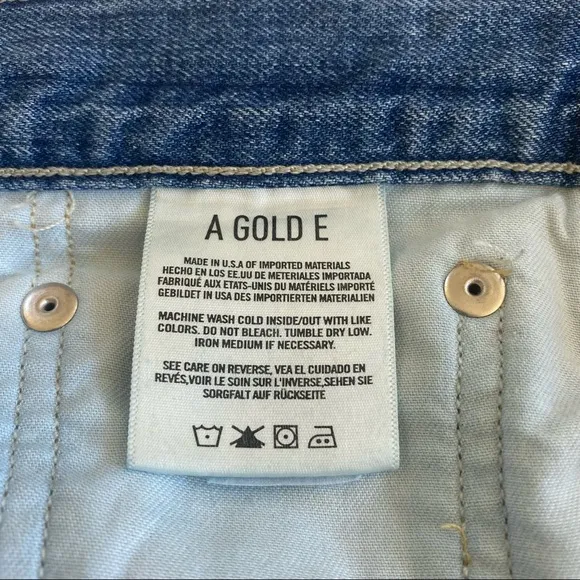 A GOLD E
MADE IN U.S.A OF IMPORTED MATERIALS
HECHO EN LOS EE.UU DE METERIALES IMPORTADA
FABRIQUÉ AUX ETATS-UNIS DU MATÉRIELS IMPORTÉ
GEBILDET IN USA DES IMPORTIERTEN MATERIALIEN
MACHINE WASH COLD INSIDE/OUT WITH LIKE
COLORS. DO NOT BLEACH. TUMBLE DRY LOW.
IRON MEDIUM IF NECESSARY.
SEE CARE ON REVERSE, VEA EL CUIDADO EN
REVÉS,VOIR LE SOIN SUR L'INVERSE,SEHEN SIE
SORGFALT AUF RÜCKSEITE